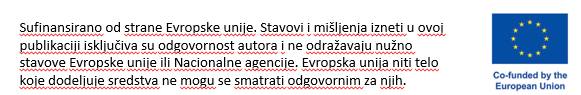 Sufinansirano od strane Evropske unije. Stavovi i mišljenja izneti u ovoj
publikaciji isključiva su odgovornost autora i ne odražavaju nužno
stavove Evropske unije ili Nacionalne agencije. Evropska unija niti telo
koje dodeljuje sredstva ne mogu se smatrati odgovornim za njih.
Co-funded by the
European Union